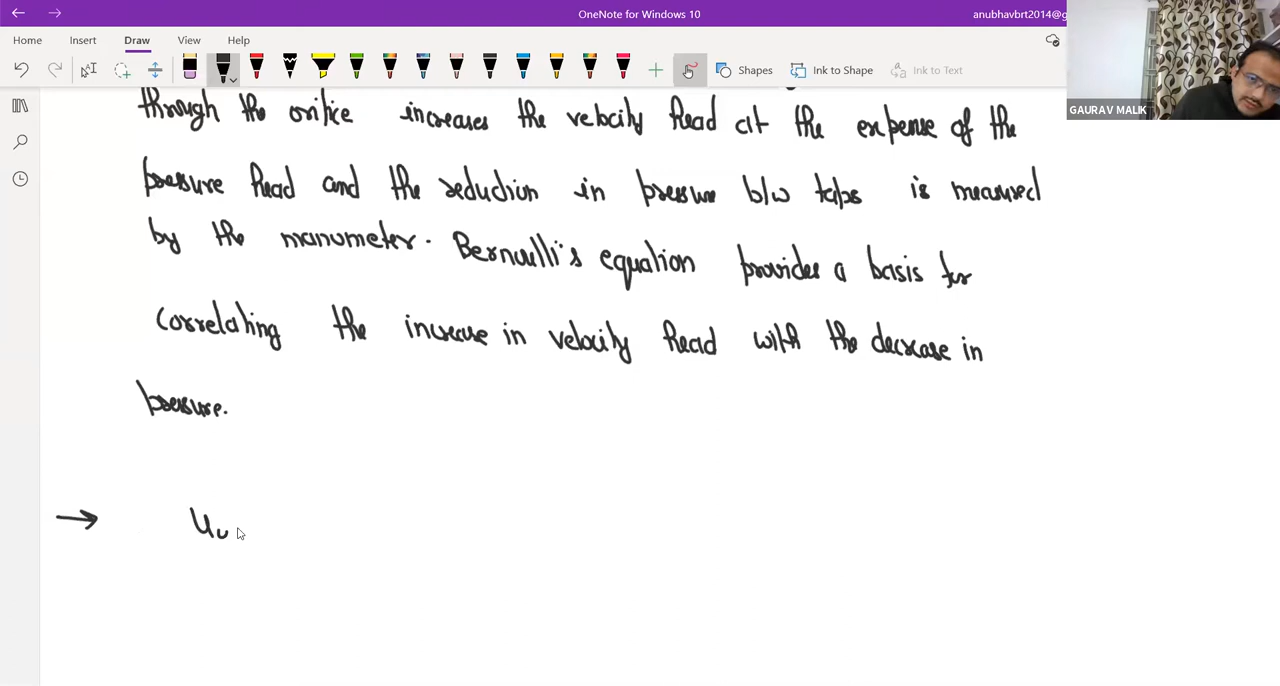 OneNote for Windows 10
anubhavbrt2014@g
Home Insert Draw View Help
Shapes Ink to Shape Ink to Text
GAURAV MALIK
through the orifice increases the velocity head at the expense of the
pressure head and the reduction in pressure b/w taps is measured
by the manometer. Bernoulli's equation provides a basis for
correlating the increase in velocity head with the decrease in
pressure.
→ uu